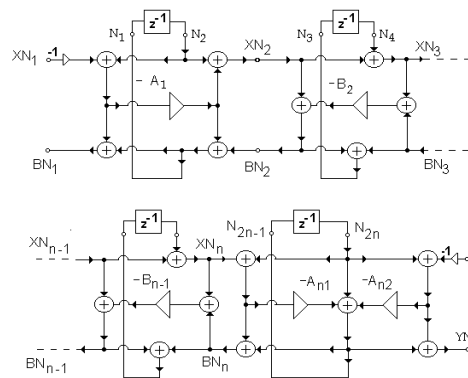 N1 z-1 N2 N3 z-1 N4
XN1 -1 XN2 XN3
- A1 -B2
BN1 BN2 BN3
z-1 XNn N2n-1 z-1 N2n
XNn-1 -1
-Bn-1 -An1 -An2
BNn-1 BNn YN